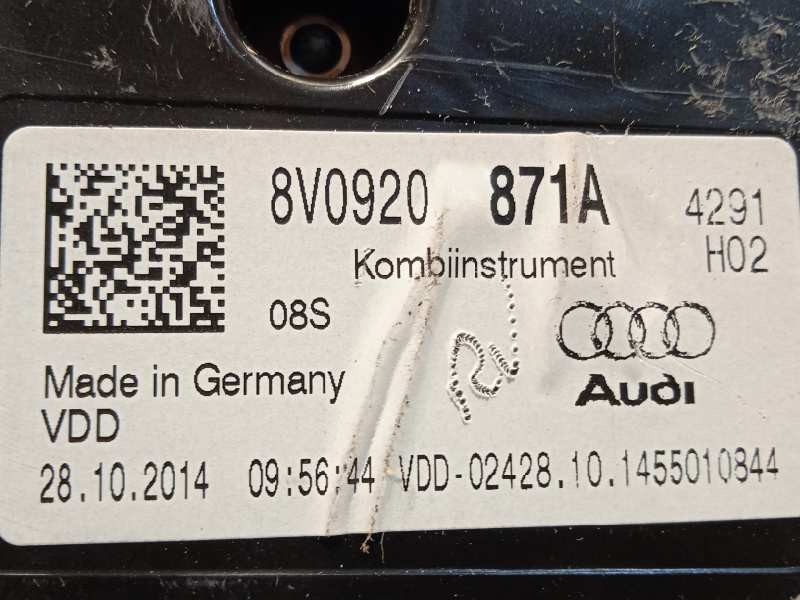 8V0920 871A 4291
Kombiinstrument H02
08S
Audi
Made in Germany
VDD
28.10.2014 09:56:44 VDD-02428.10.1455010844